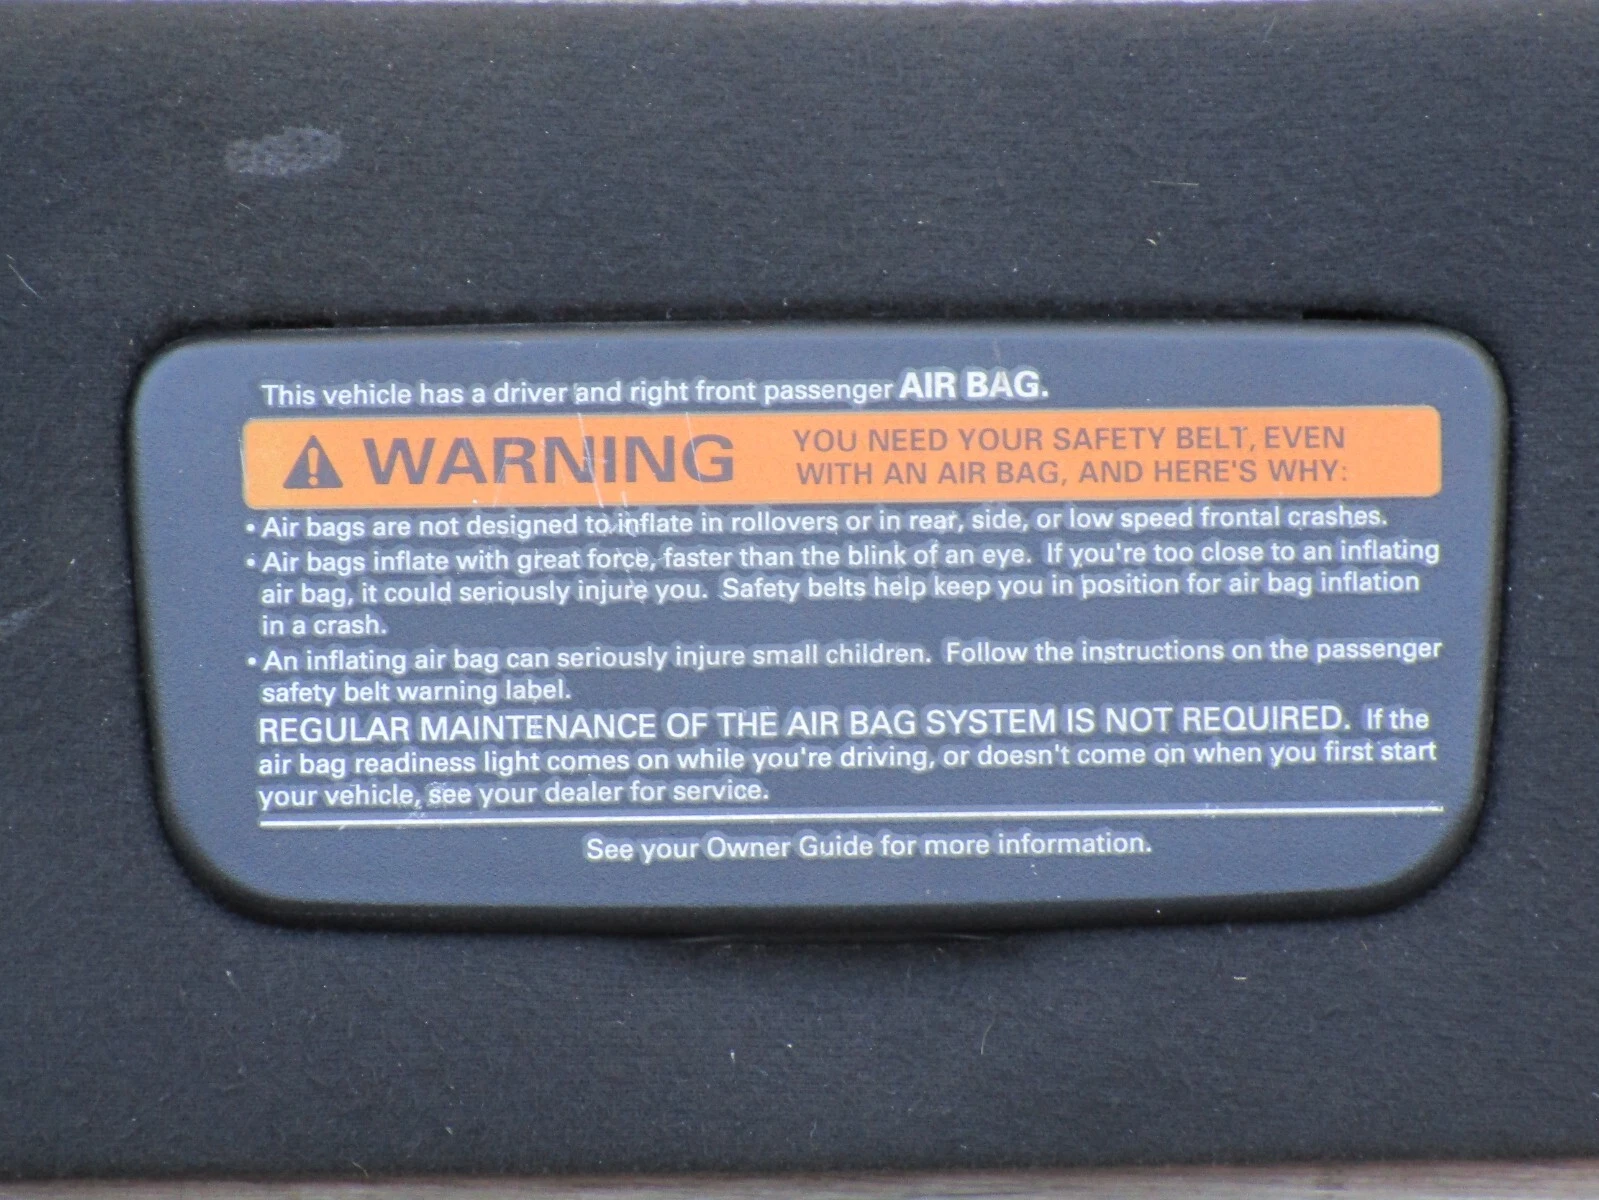 This vehicle has a driver and right front passenger AIR BAG.
WARNING
YOU NEED YOUR SAFETY BELT, EVEN
WITH AN AIR BAG, AND HERE'S WHY:
• Air bags are not designed to inflate in rollovers or in rear, side, or low speed frontal crashes.
• Air bags inflate with great force, faster than the blink of an eye. If you're too close to an inflating
air bag, it could seriously injure you. Safety belts help keep you in position for air bag inflation
in a crash.
• An inflating air bag can seriously injure small children. Follow the instructions on the passenger
safety belt warning label.
REGULAR MAINTENANCE OF THE AIR BAG SYSTEM IS NOT REQUIRED. If the
air bag readiness light comes on while you're driving, or doesn't come on when you first start
your vehicle, see your dealer for service.
See your Owner Guide for more information.